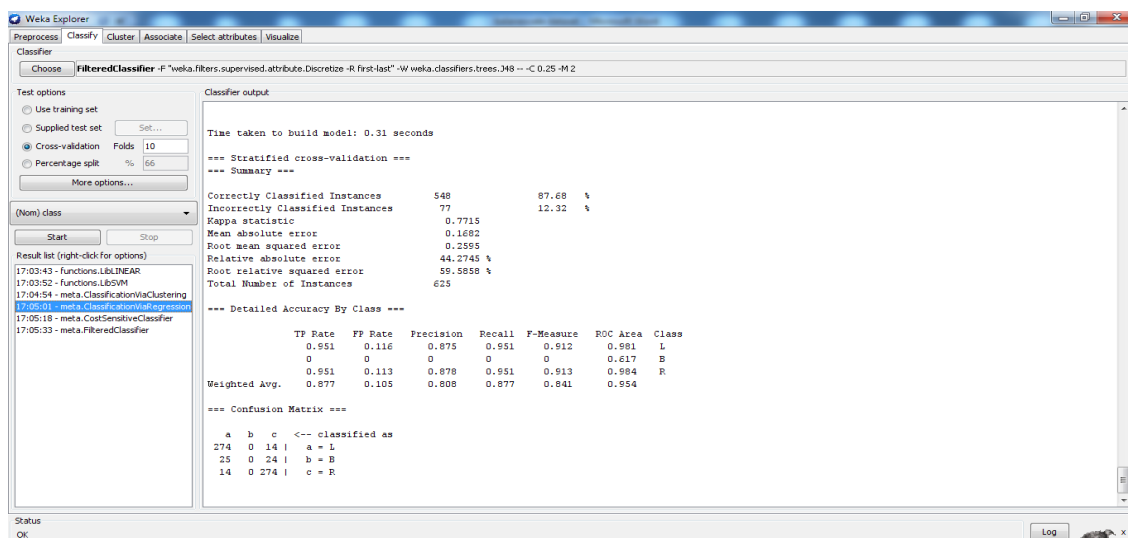 Weka Explorer
Preprocess Classify Cluster Associate Select attributes Visualize
Classifier
Choose FilteredClassifier -F "weka.filters.supervised.attribute.Discretize -R first-last" -W weka.classifiers.trees.J48 -- -C 0.25 -M 2
Test options
Use training set
Supplied test set Set...
Cross-validation Folds 10
Percentage split % 66
More options...
(Nom) class
Start Stop
Result list (right-click for options)
17:03:43 - functions.LibLINEAR
17:03:52 - functions.LibSVM
17:04:54 - meta.ClassificationViaClustering
17:05:01 - meta.ClassificationViaRegression
17:05:18 - meta.CostSensitiveClassifier
17:05:33 - meta.FilteredClassifier
Classifier output
Time taken to build model: 0.31 seconds
=== Stratified cross-validation ===
=== Summary ===
Correctly Classified Instances 548 87.68 %
Incorrectly Classified Instances 77 12.32 %
Kappa statistic 0.7715
Mean absolute error 0.1682
Root mean squared error 0.2595
Relative absolute error 44.2745 %
Root relative squared error 59.5858 %
Total Number of Instances 625
=== Detailed Accuracy By Class ===
TP Rate FP Rate Precision Recall F-Measure ROC Area Class
0.951 0.116 0.875 0.951 0.912 0.981 L
0 0 0 0 0 0.617 B
0.951 0.113 0.878 0.951 0.913 0.984 R
Weighted Avg. 0.877 0.105 0.808 0.877 0.841 0.954
=== Confusion Matrix ===
a b c <-- classified as
274 0 14 | a = L
25 0 24 | b = B
14 0 274 | c = R
Status
OK
Log
x